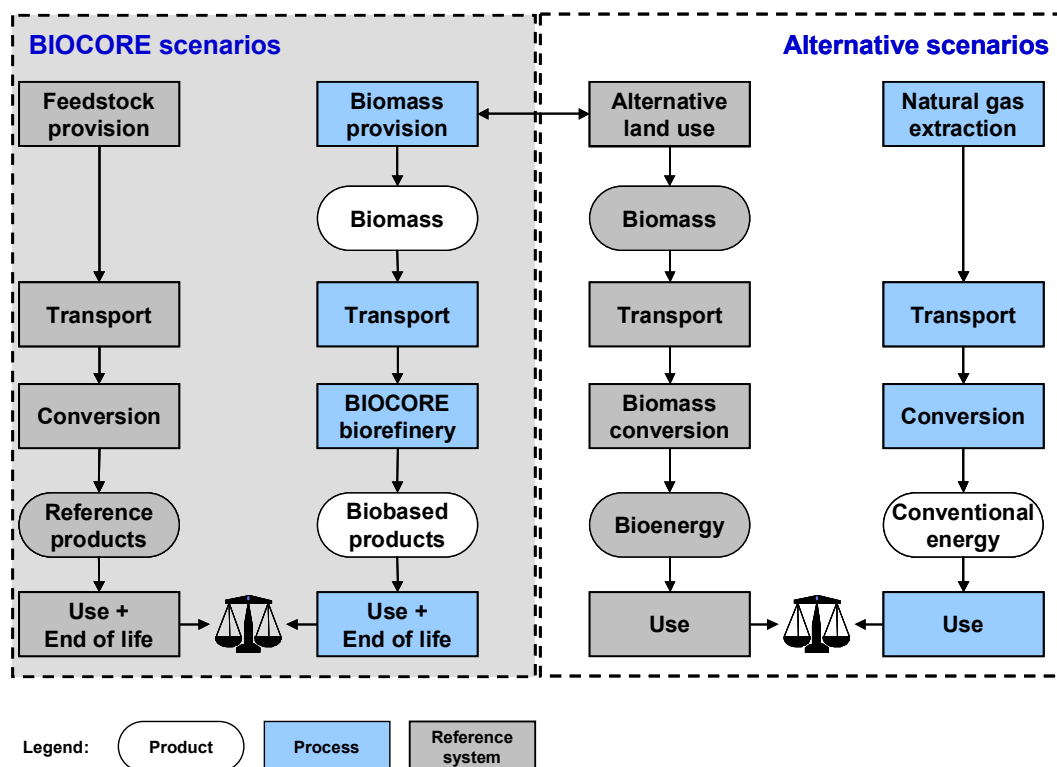 BIOCORE scenarios
Alternative scenarios
Feedstock
provision
Biomass
provision
Alternative
land use
Natural gas
extraction
Biomass
Biomass
Transport
Transport
Transport
Transport
Conversion
BIOCORE
biorefinery
Biomass
conversion
Conversion
Reference
products
Biobased
products
Bioenergy
Conventional
energy
Use +
End of life
Use +
End of life
Use
Use
Legend:
Product
Process
Reference
system